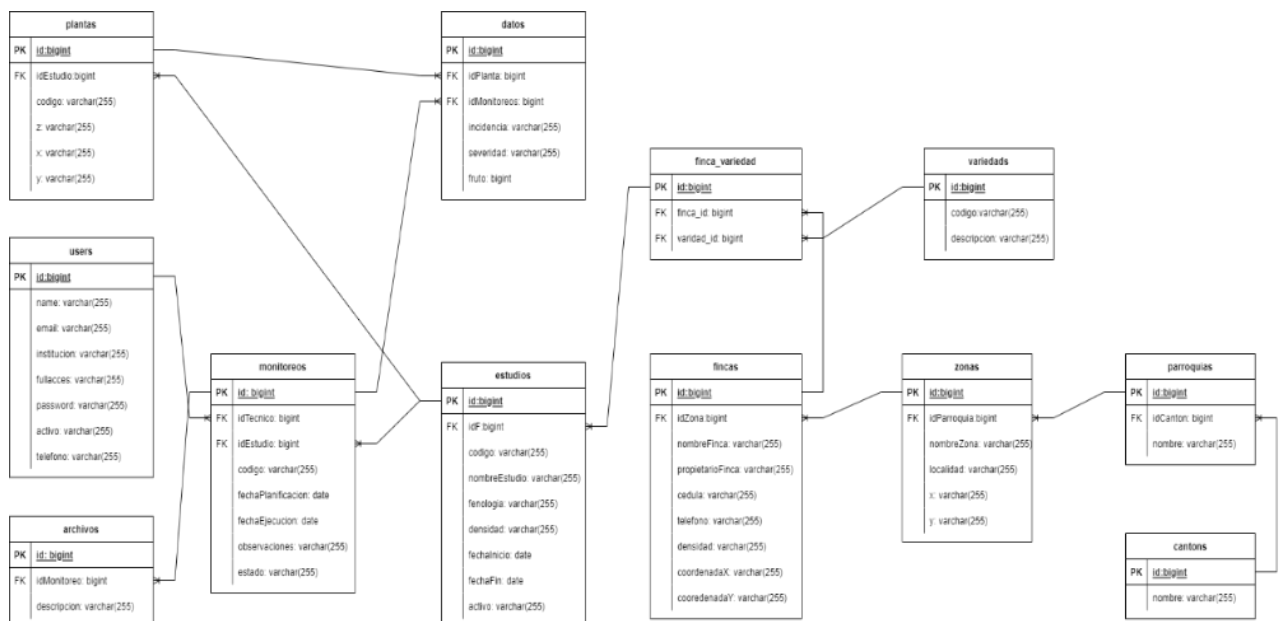 plantas
PK id:bigint
FK idEstudio:bigint
codigo: varchar(255)
z: varchar(255)
x: varchar(255)
y: varchar(255)
datos
PK id:bigint
FK idPlanta: bigint
FK idMonitoreos: bigint
incidencia: varchar(255)
severidad: varchar(255)
fruto: bigint
finca_variedad
PK id:bigint
FK finca_id: bigint
FK varidad_id: bigint
variedads
PK id:bigint
codigo:varchar(255)
descripcion: varchar(255)
users
PK id:bigint
name: varchar(255)
email: varchar(255)
institucion: varchar(255)
fullacces: varchar(255)
password: varchar(255)
activo: varchar(255)
telefono: varchar(255)
monitoreos
PK id: bigint
FK idTecnico: bigint
FK idEstudio: bigint
codigo: varchar(255)
fechaPlanificacion: date
fechaEjecucion: date
observaciones: varchar(255)
estado: varchar(255)
estudios
PK id:bigint
FK idF:bigint
codigo: varchar(255)
nombreEstudio: varchar(255)
fenologia: varchar(255)
densidad: varchar(255)
fechaInicio: date
fechaFin: date
activo: varchar(255)
fincas
PK id:bigint
FK idZona:bigint
nombreFinca: varchar(255)
propietarioFinca: varchar(255)
cedula: varchar(255)
telefono: varchar(255)
densidad: varchar(255)
coordenadaX: varchar(255)
cooredenadaY: varchar(255)
zonas
PK id:bigint
FK idParroquia:bigint
nombreZona: varchar(255)
localidad: varchar(255)
x: varchar(255)
y: varchar(255)
parroquias
PK id:bigint
FK idCanton: bigint
nombre: varchar(255)
archivos
PK id: bigint
FK idMonitoreo: bigint
descripcion: varchar(255)
cantons
PK id:bigint
nombre: varchar(255)